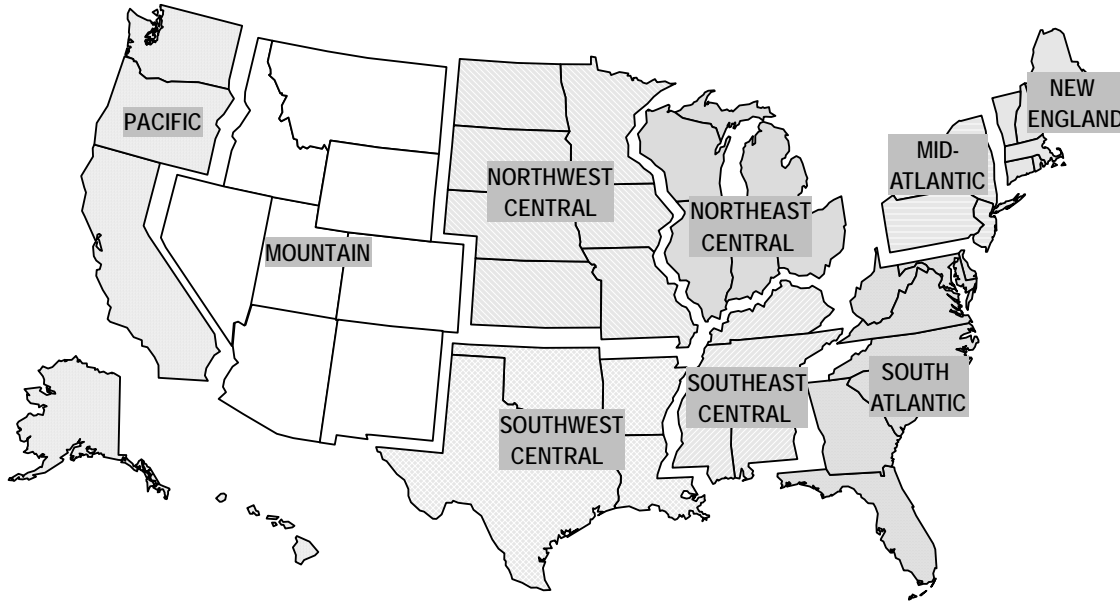 PACIFIC
MOUNTAIN
NORTHWEST
CENTRAL
SOUTHWEST
CENTRAL
NORTHEAST
CENTRAL
SOUTHEAST
CENTRAL
SOUTH
ATLANTIC
MID-
ATLANTIC
NEW
ENGLAND